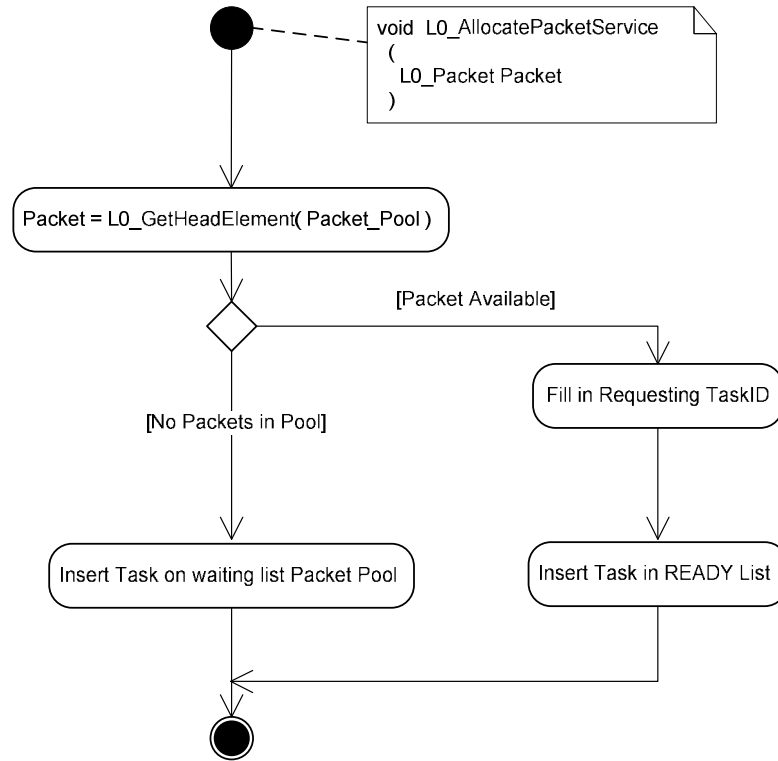 void L0_AllocatePacketService
(
L0_Packet Packet
)
Packet = L0_GetHeadElement( Packet_Pool )
[Packet Available]
Fill in Requesting TaskID
[No Packets in Pool]
Insert Task on waiting list Packet Pool
Insert Task in READY List